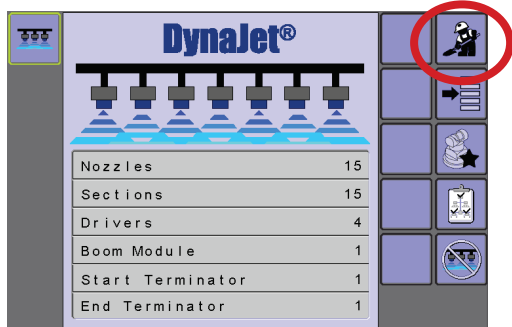 DynaJet®
Nozzles 15
Sections 15
Drivers 4
Boom Module 1
Start Terminator 1
End Terminator 1